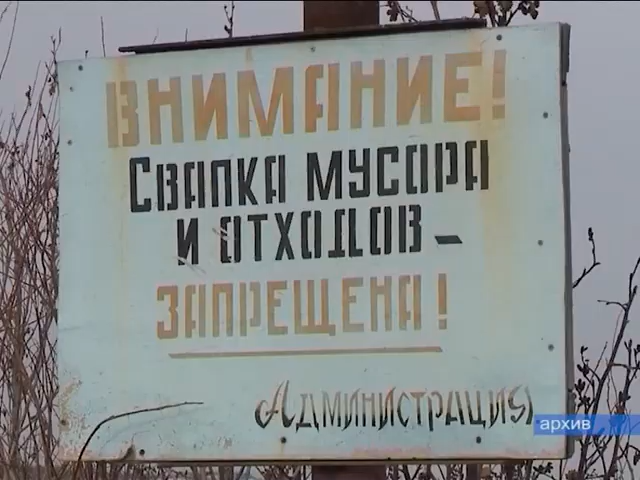 ВНИМАНИЕ!
СВАЛКА МУСОРА
И ОТХОДОВ –
ЗАПРЕЩЕНА!
АДМИНИСТРАЦИЯ
архив